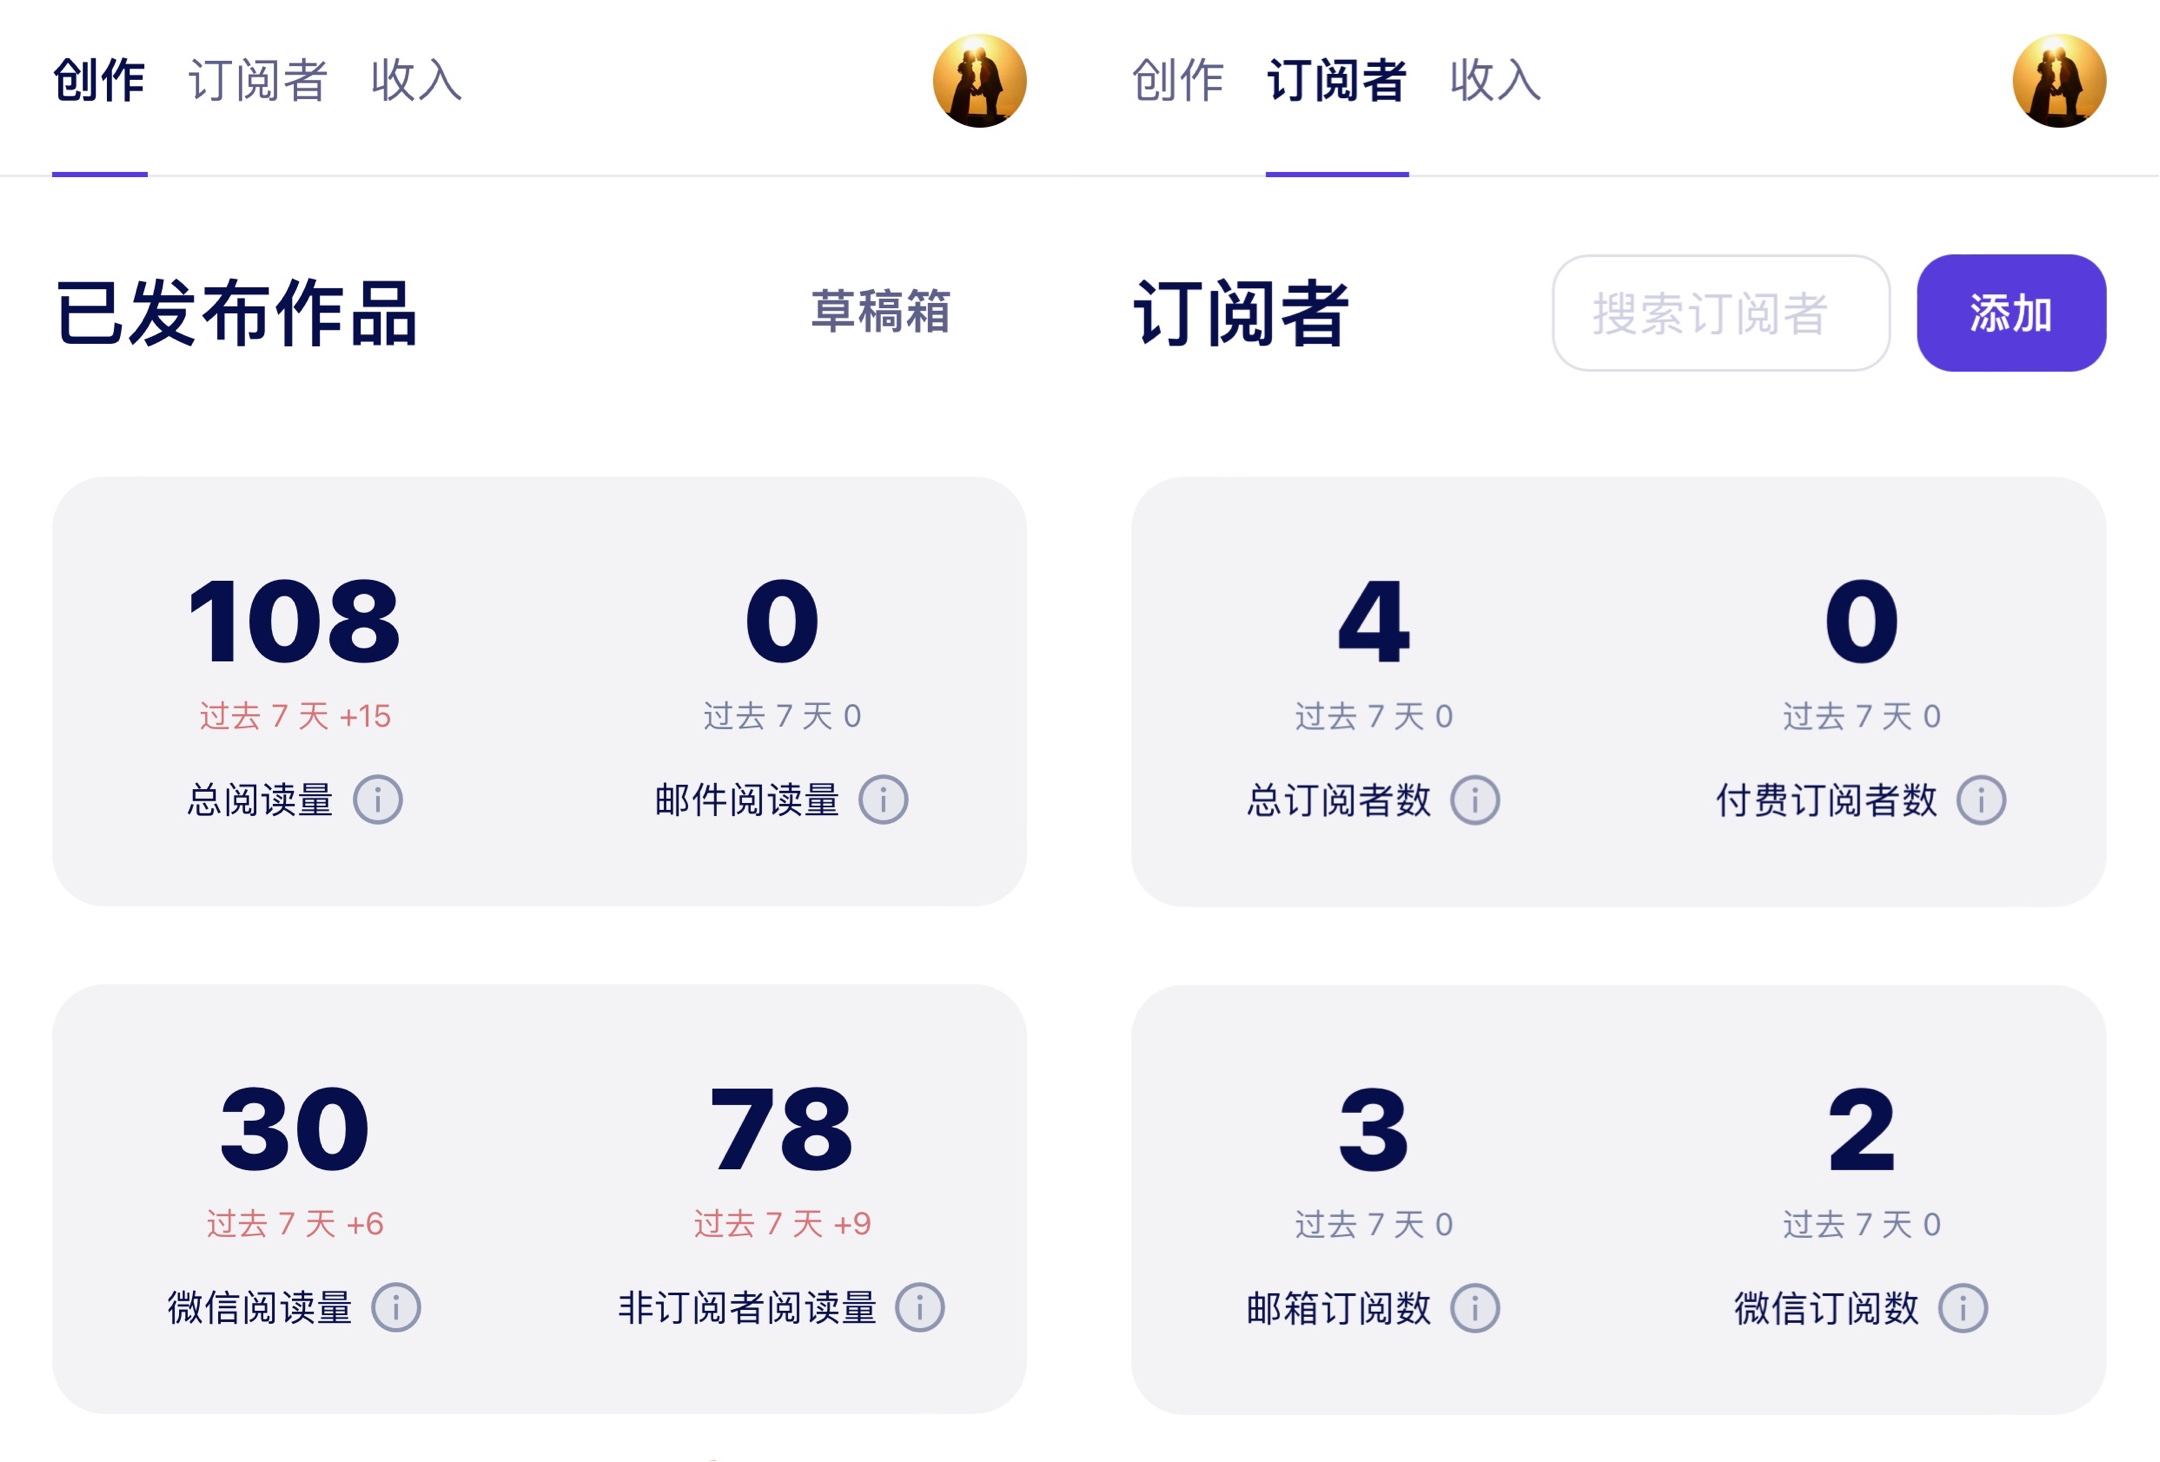 创作 订阅者 收入
已发布作品 草稿箱
108 0
过去 7 天 +15 过去 7 天 0
总阅读量 邮件阅读量
30 78
过去 7 天 +6 过去 7 天 +9
微信阅读量 非订阅者阅读量
创作 订阅者 收入
订阅者 搜索订阅者 添加
4 0
过去 7 天 0 过去 7 天 0
总订阅者数 付费订阅者数
3 2
过去 7 天 0 过去 7 天 0
邮箱订阅数 微信订阅数